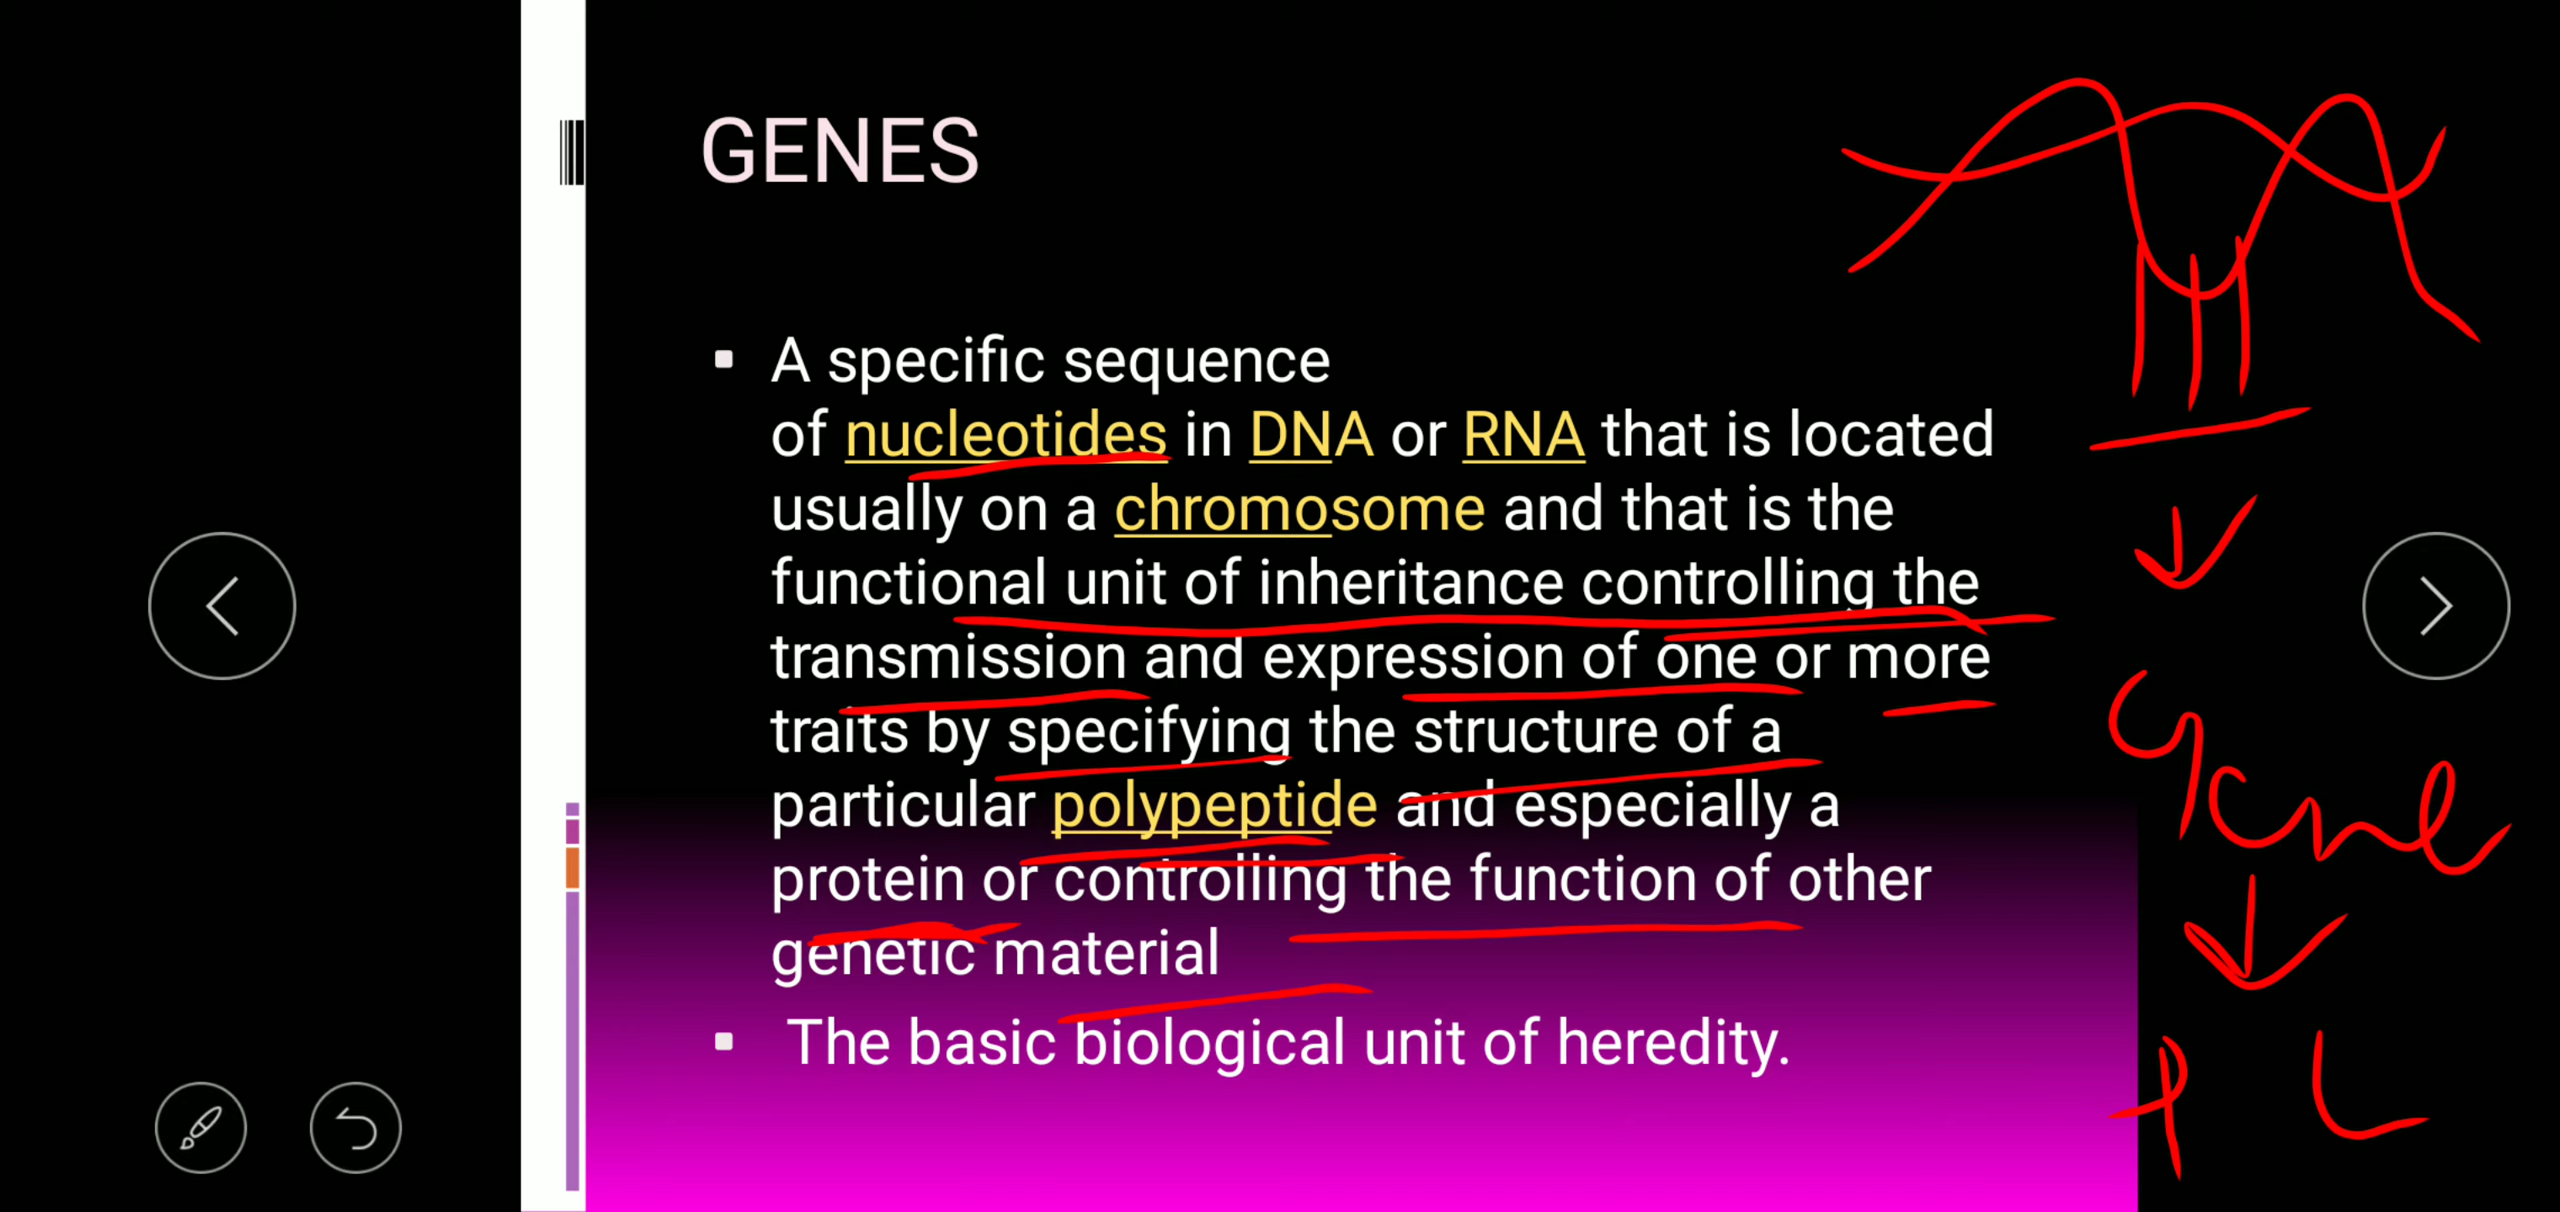 GENES
A specific sequence
of nucleotides in DNA or RNA that is located
usually on a chromosome and that is the
functional unit of inheritance controlling the
transmission and expression of one or more
traits by specifying the structure of a
particular polypeptide and especially a
protein or controlling the function of other
genetic material
The basic biological unit of heredity.
Gene
P L